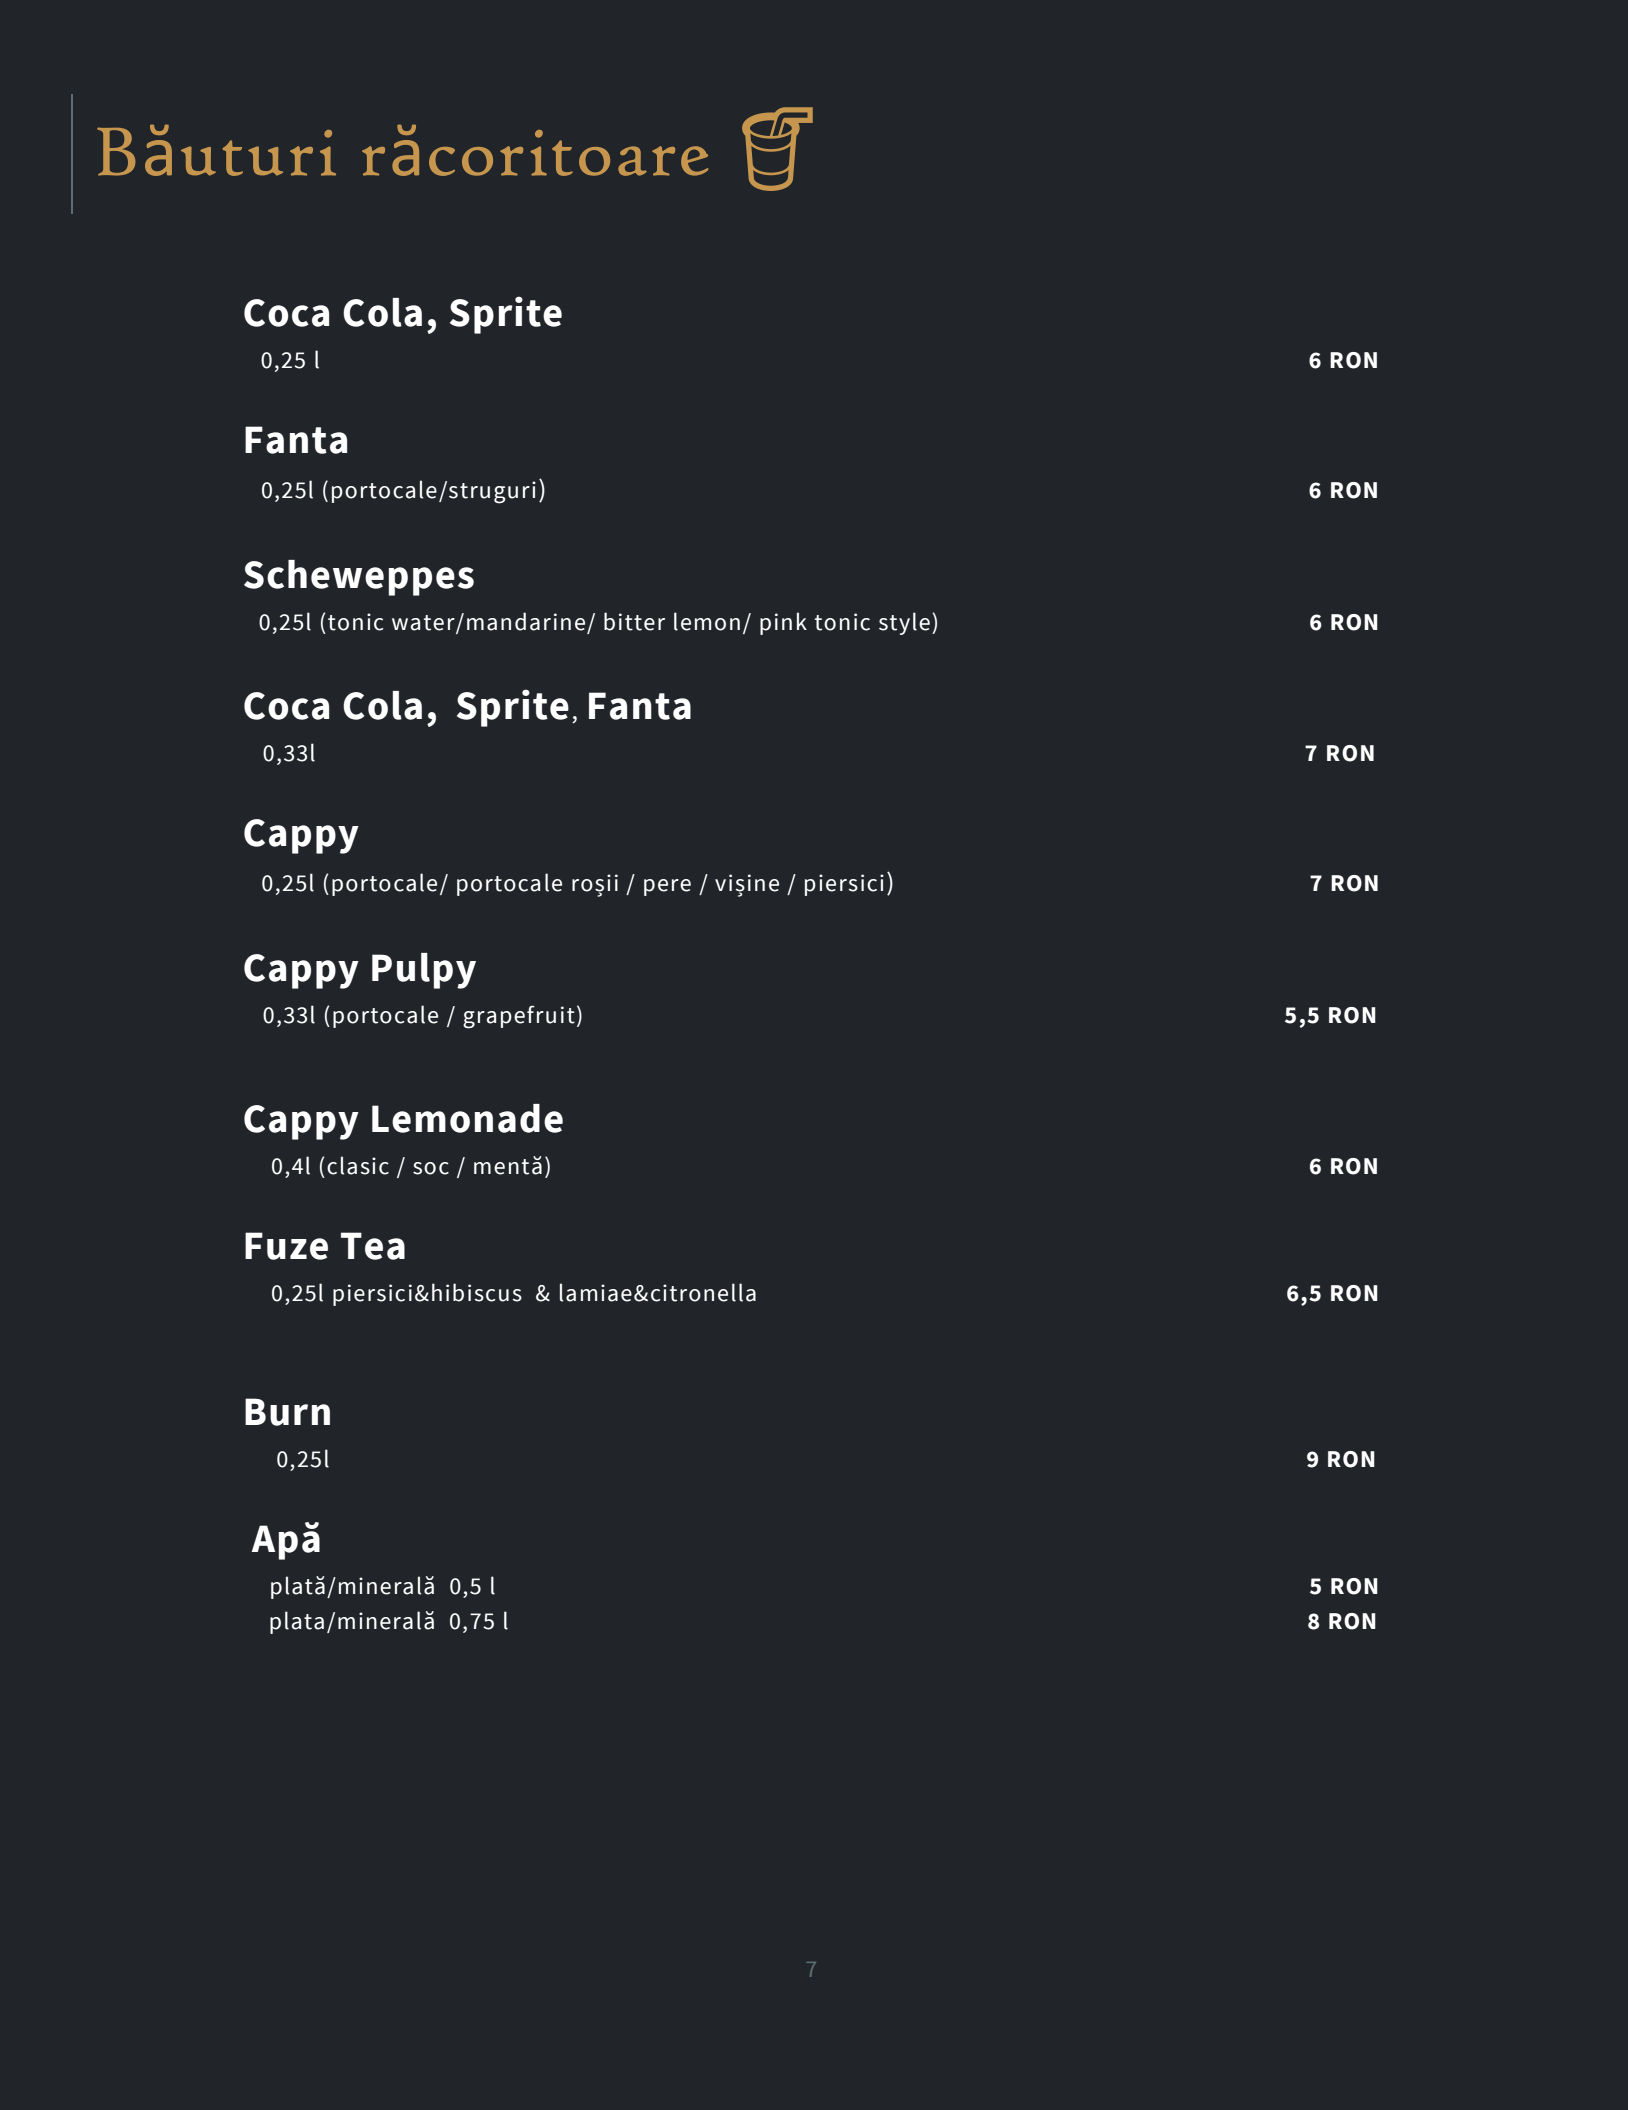 Băuturi răcoritoare
Coca Cola, Sprite
0,25 l 6 RON
Fanta
0,25l (portocale/struguri) 6 RON
Scheweppes
0,25l (tonic water/mandarine/ bitter lemon/ pink tonic style) 6 RON
Coca Cola, Sprite, Fanta
0,33l 7 RON
Cappy
0,25l (portocale/ portocale roșii / pere / vișine / piersici) 7 RON
Cappy Pulpy
0,33l (portocale / grapefruit) 5,5 RON
Cappy Lemonade
0,4l (clasic / soc / mentă) 6 RON
Fuze Tea
0,25l piersici&hibiscus & lamiae&citronella 6,5 RON
Burn
0,25l 9 RON
Apă
plată/minerală 0,5 l 5 RON
plata/minerală 0,75 l 8 RON
7